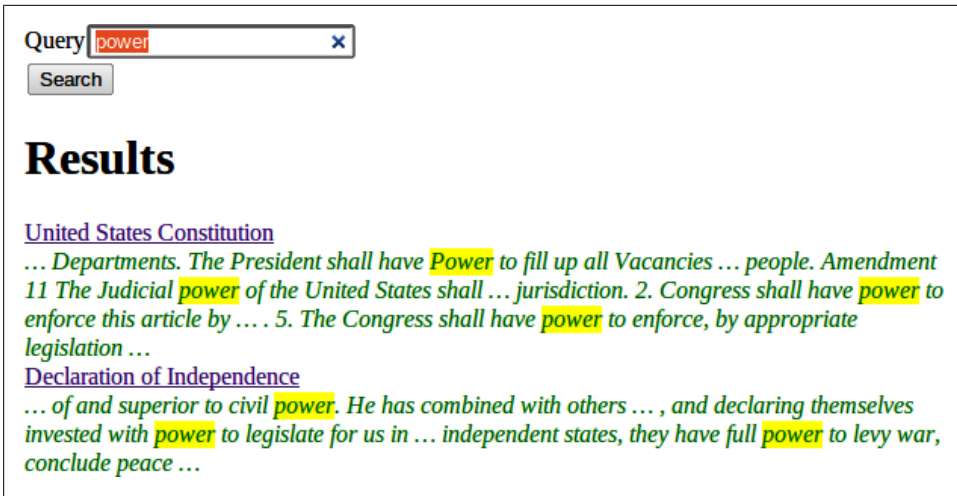 Query power ×
Search
Results
United States Constitution
… Departments. The President shall have Power to fill up all Vacancies … people. Amendment
11 The Judicial power of the United States shall … jurisdiction. 2. Congress shall have power to
enforce this article by … . 5. The Congress shall have power to enforce, by appropriate
legislation …
Declaration of Independence
… of and superior to civil power. He has combined with others … , and declaring themselves
invested with power to legislate for us in … independent states, they have full power to levy war,
conclude peace …